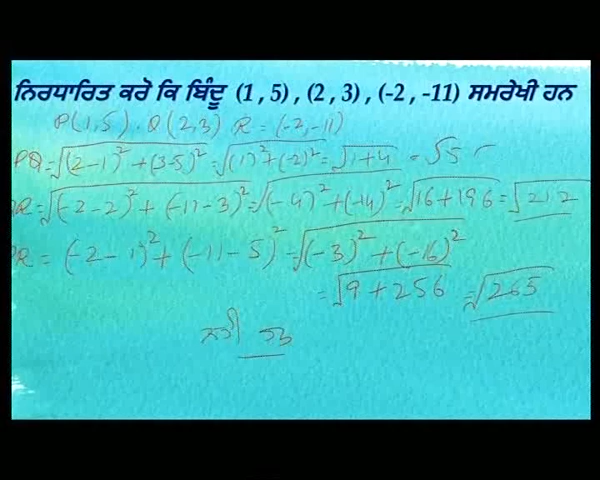 ਨਿਰਧਾਰਿਤ ਕਰੋ ਕਿ ਬਿੰਦੂ (1 , 5) , (2 , 3) , (-2 , -11) ਸਮਰੇਖੀ ਹਨ
P(1,5) . Q(2,3) R = (-2,-11)
PQ = √(2-1)² + (3-5)² = √(1)² + (-2)² = √1+4 = √5
R = √(-2-2)² + (-11-3)² = √(-4)² + (-14)² = √16+196 = √212
R = (-2-1)² + (-11-5)² = √(-3)² + (-16)²
= √9+256 = √265
ਨਹੀਂ ਹਨ